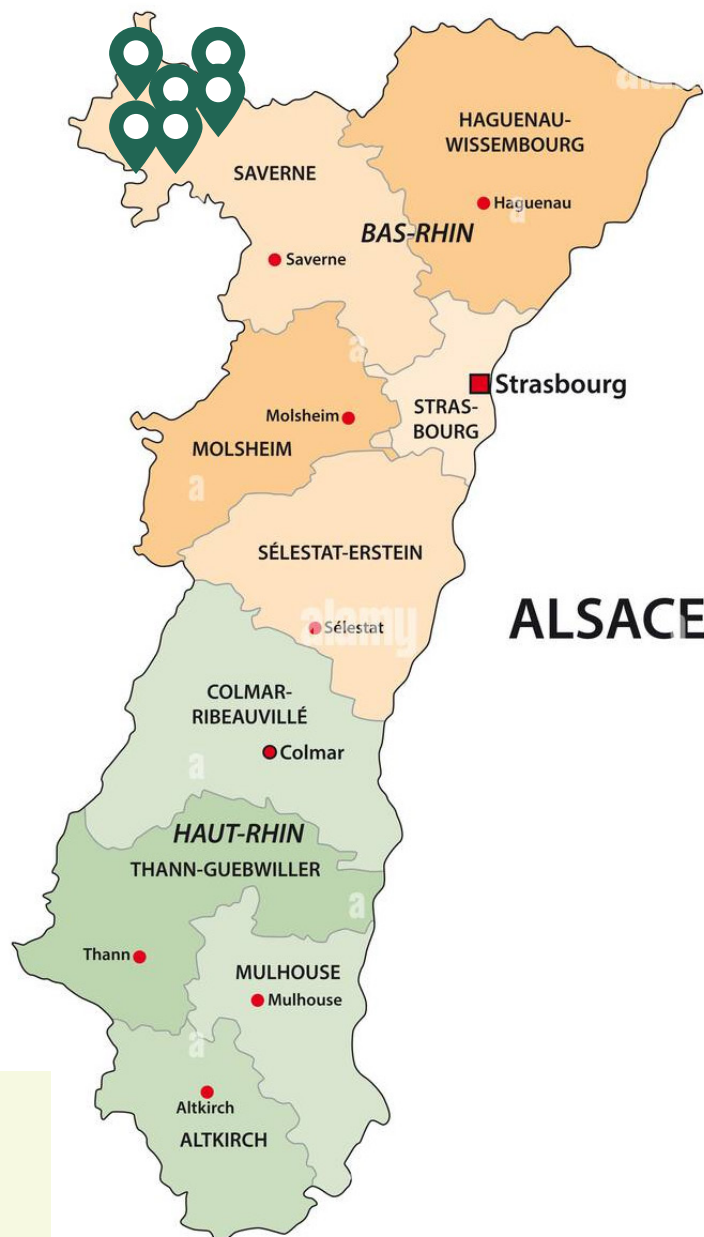 HAGUENAU-
WISSEMBOURG
SAVERNE
Haguenau
BAS-RHIN
Saverne
Strasbourg
STRAS-
BOURG
Molsheim
MOLSHEIM
SÉLESTAT-ERSTEIN
ALSACE
alamy
Sélestat
COLMAR-
RIBEAUVILLÉ
Colmar
HAUT-RHIN
THANN-GUEBWILLER
Thann
MULHOUSE
Mulhouse
Altkirch
ALTKIRCH
a
a
a
a
a
a